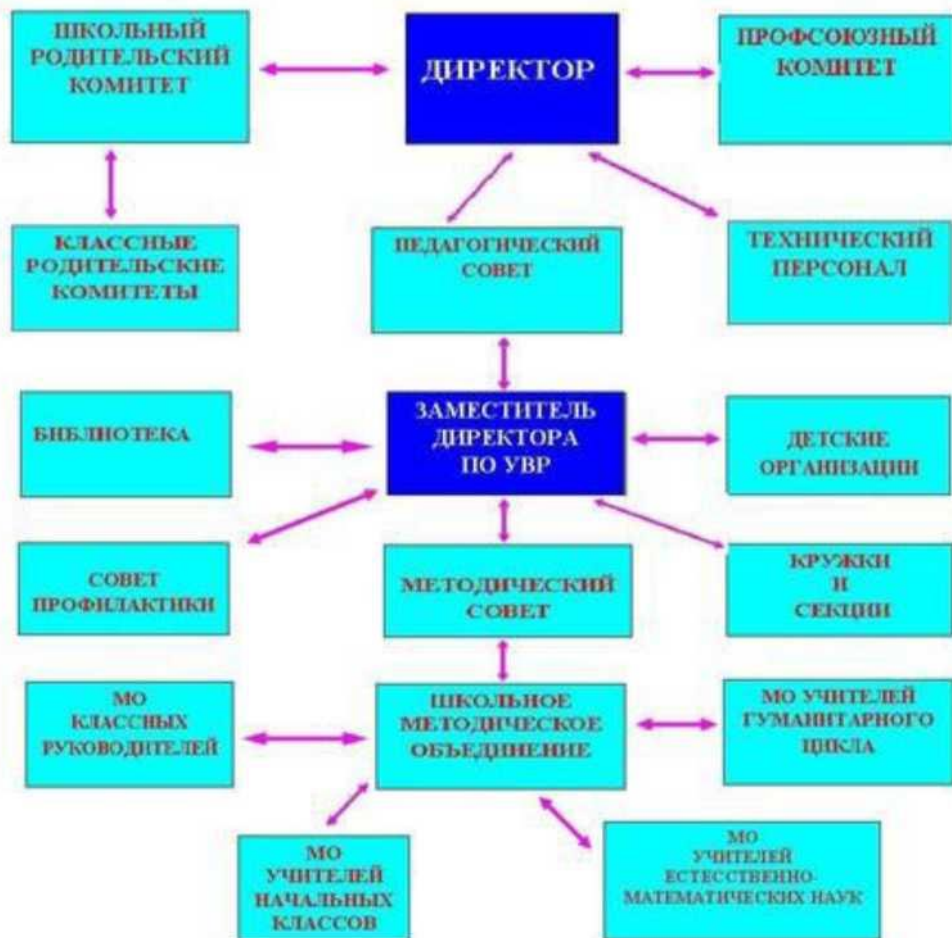 ШКОЛЬНЫЙ
РОДИТЕЛЬСКИЙ
КОМИТЕТ
ДИРЕКТОР
ПРОФСОЮЗНЫЙ
КОМИТЕТ
КЛАССНЫЕ
РОДИТЕЛЬСКИЕ
КОМИТЕТЫ
ПЕДАГОГИЧЕСКИЙ
СОВЕТ
ТЕХНИЧЕСКИЙ
ПЕРСОНАЛ
БИБЛИОТЕКА
ЗАМЕСТИТЕЛЬ
ДИРЕКТОРА
ПО УВР
ДЕТСКИЕ
ОРГАНИЗАЦИИ
СОВЕТ
ПРОФИЛАКТИКИ
МЕТОДИЧЕСКИЙ
СОВЕТ
КРУЖКИ
И
СЕКЦИИ
МО
КЛАССНЫХ
РУКОВОДИТЕЛЕЙ
ШКОЛЬНОЕ
МЕТОДИЧЕСКОЕ
ОБЪЕДИНЕНИЕ
МО УЧИТЕЛЕЙ
ГУМАНИТАРНОГО
ЦИКЛА
МО
УЧИТЕЛЕЙ
НАЧАЛЬНЫХ
КЛАССОВ
МО
УЧИТЕЛЕЙ
ЕСТЕССТВЕННО-
МАТЕМАТИЧЕСКИХ НАУК